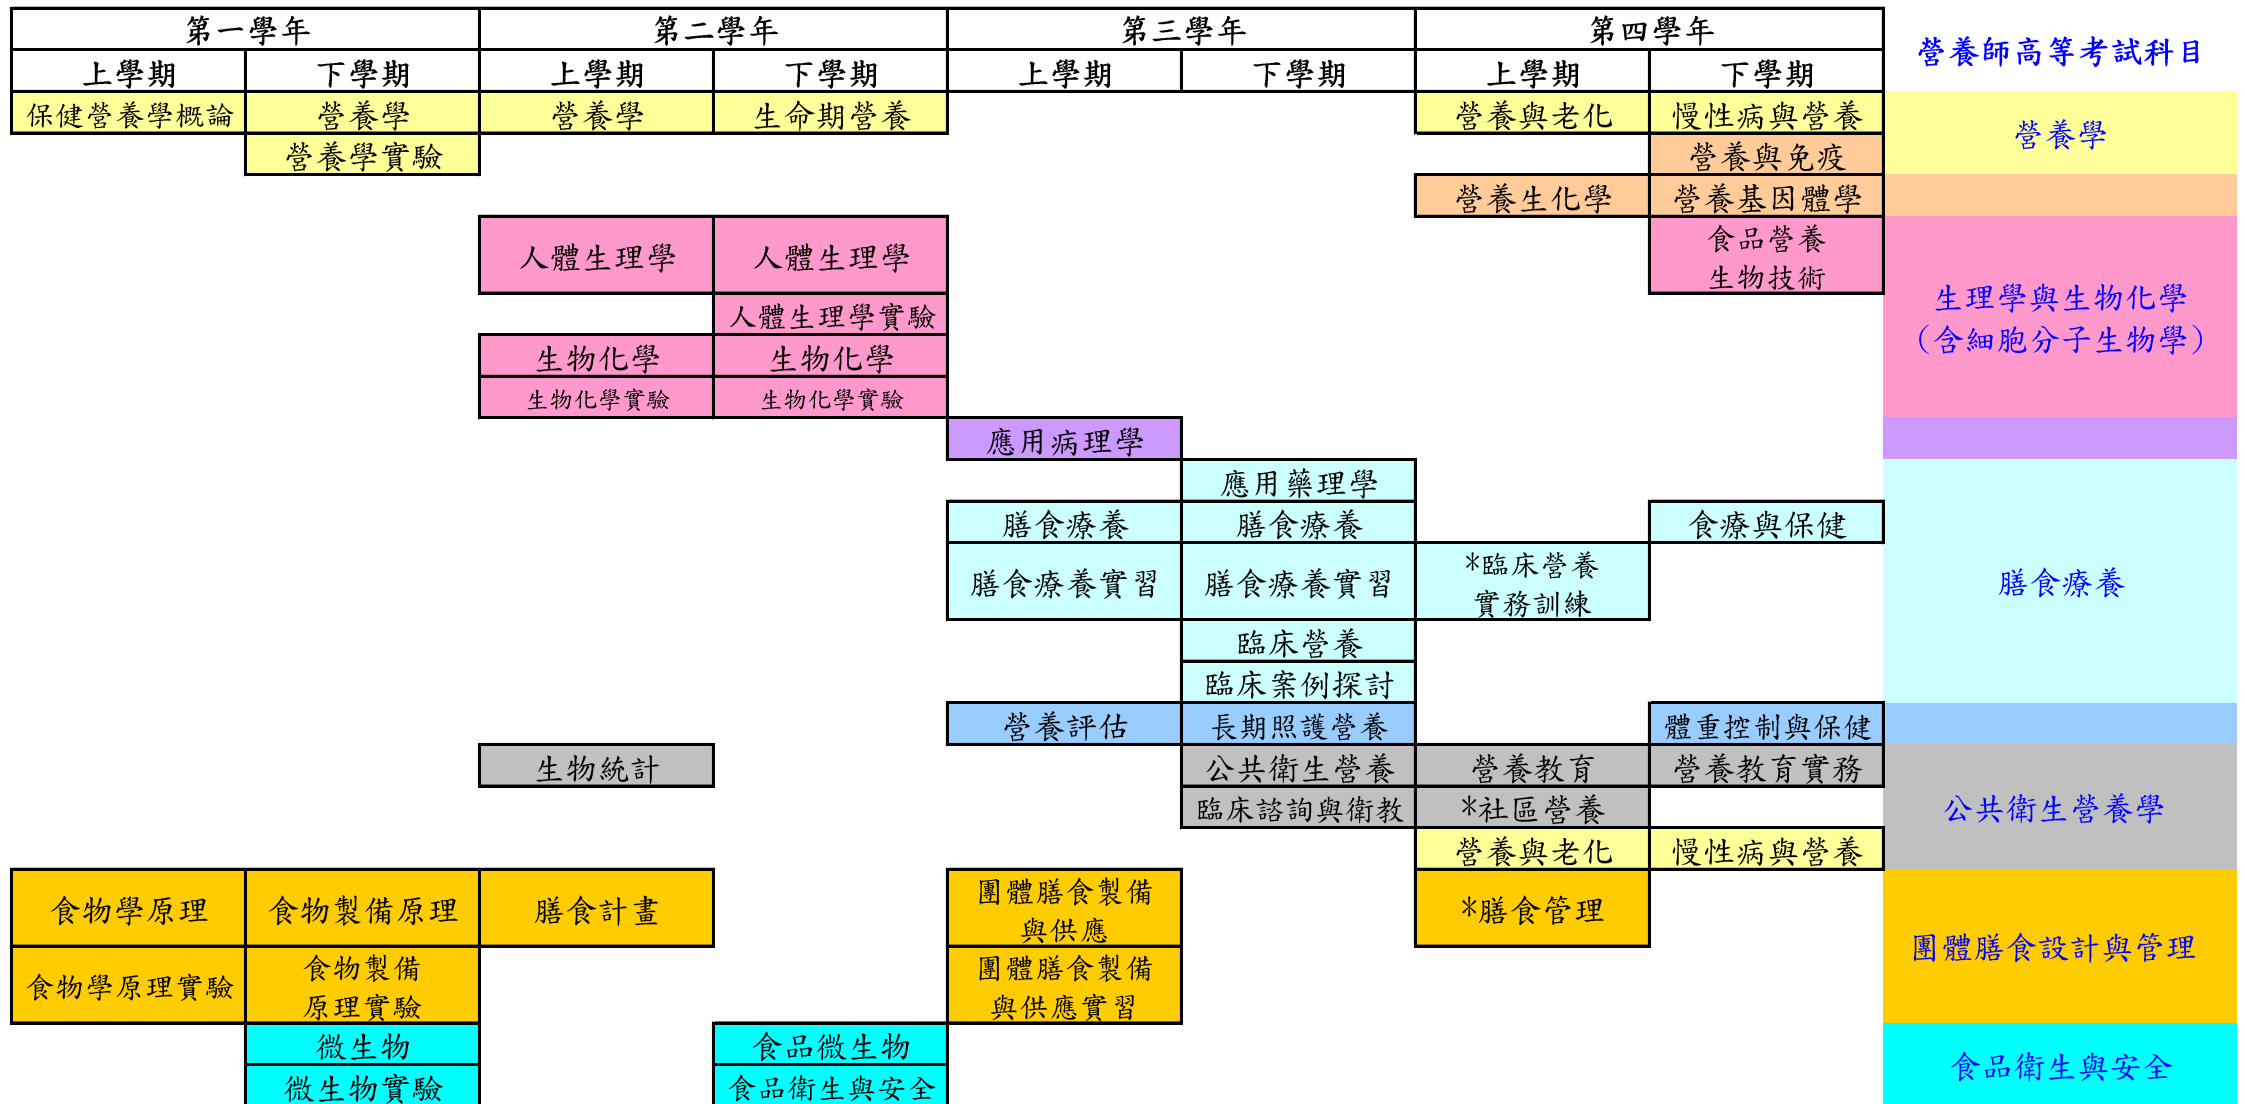 第一學年 第二學年 第三學年 第四學年 營養師高等考試科目
上學期 下學期 上學期 下學期 上學期 下學期 上學期 下學期
保健營養學概論 營養學 營養學 生命期營養 營養與老化 慢性病與營養 營養學
營養學實驗 營養與免疫
營養生化學 營養基因體學
人體生理學 人體生理學 食品營養
生物技術
人體生理學實驗 生理學與生物化學
(含細胞分子生物學)
生物化學 生物化學
生物化學實驗 生物化學實驗
應用病理學
應用藥理學
膳食療養 膳食療養 食療與保健
膳食療養實習 膳食療養實習 *臨床營養
實務訓練
膳食療養
臨床營養
臨床案例探討
營養評估 長期照護營養 體重控制與保健
生物統計 公共衛生營養 營養教育 營養教育實務
臨床諮詢與衛教 *社區營養 公共衛生營養學
營養與老化 慢性病與營養
食物學原理 食物製備原理 膳食計畫 團體膳食製備
與供應
*膳食管理
團體膳食設計與管理
食物學原理實驗 食物製備
原理實驗
團體膳食製備
與供應實習
微生物 食品微生物 食品衛生與安全
微生物實驗 食品衛生與安全